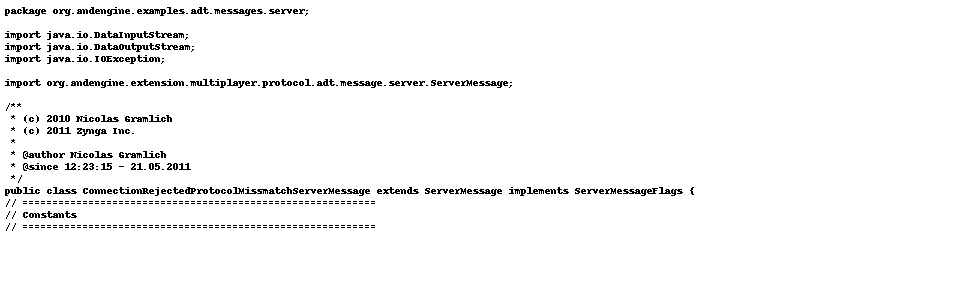 package org.andengine.examples.adt.messages.server;

import java.io.DataInputStream;
import java.io.DataOutputStream;
import java.io.IOException;

import org.andengine.extension.multiplayer.protocol.adt.message.server.ServerMessage;

/**
 * (c) 2010 Nicolas Gramlich
 * (c) 2011 Zynga Inc.
 *
 * @author Nicolas Gramlich
 * @since 12:23:15 - 21.05.2011
 */
public class ConnectionRejectedProtocolMissmatchServerMessage extends ServerMessage implements ServerMessageFlags {
// ===========================================================
// Constants
// ===========================================================